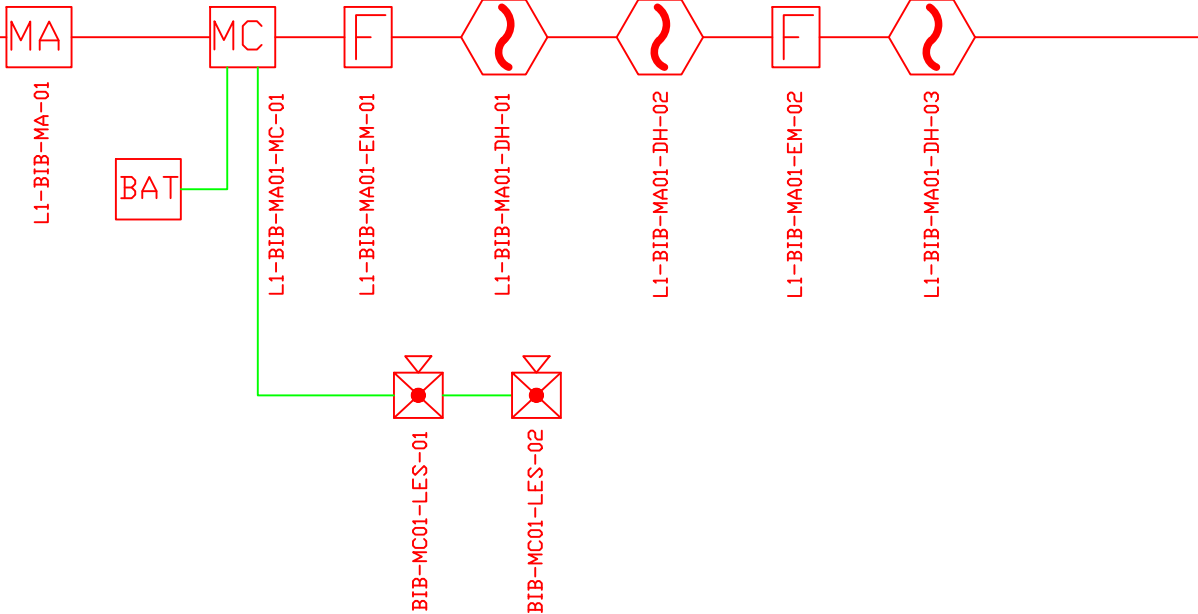 MA
MC
F
F
L1-BIB-MA-01
L1-BIB-MA01-MC-01
L1-BIB-MA01-EM-01
L1-BIB-MA01-DH-01
L1-BIB-MA01-DH-02
L1-BIB-MA01-EM-02
L1-BIB-MA01-DH-03
BAT
BIB-MC01-LES-01
BIB-MC01-LES-02